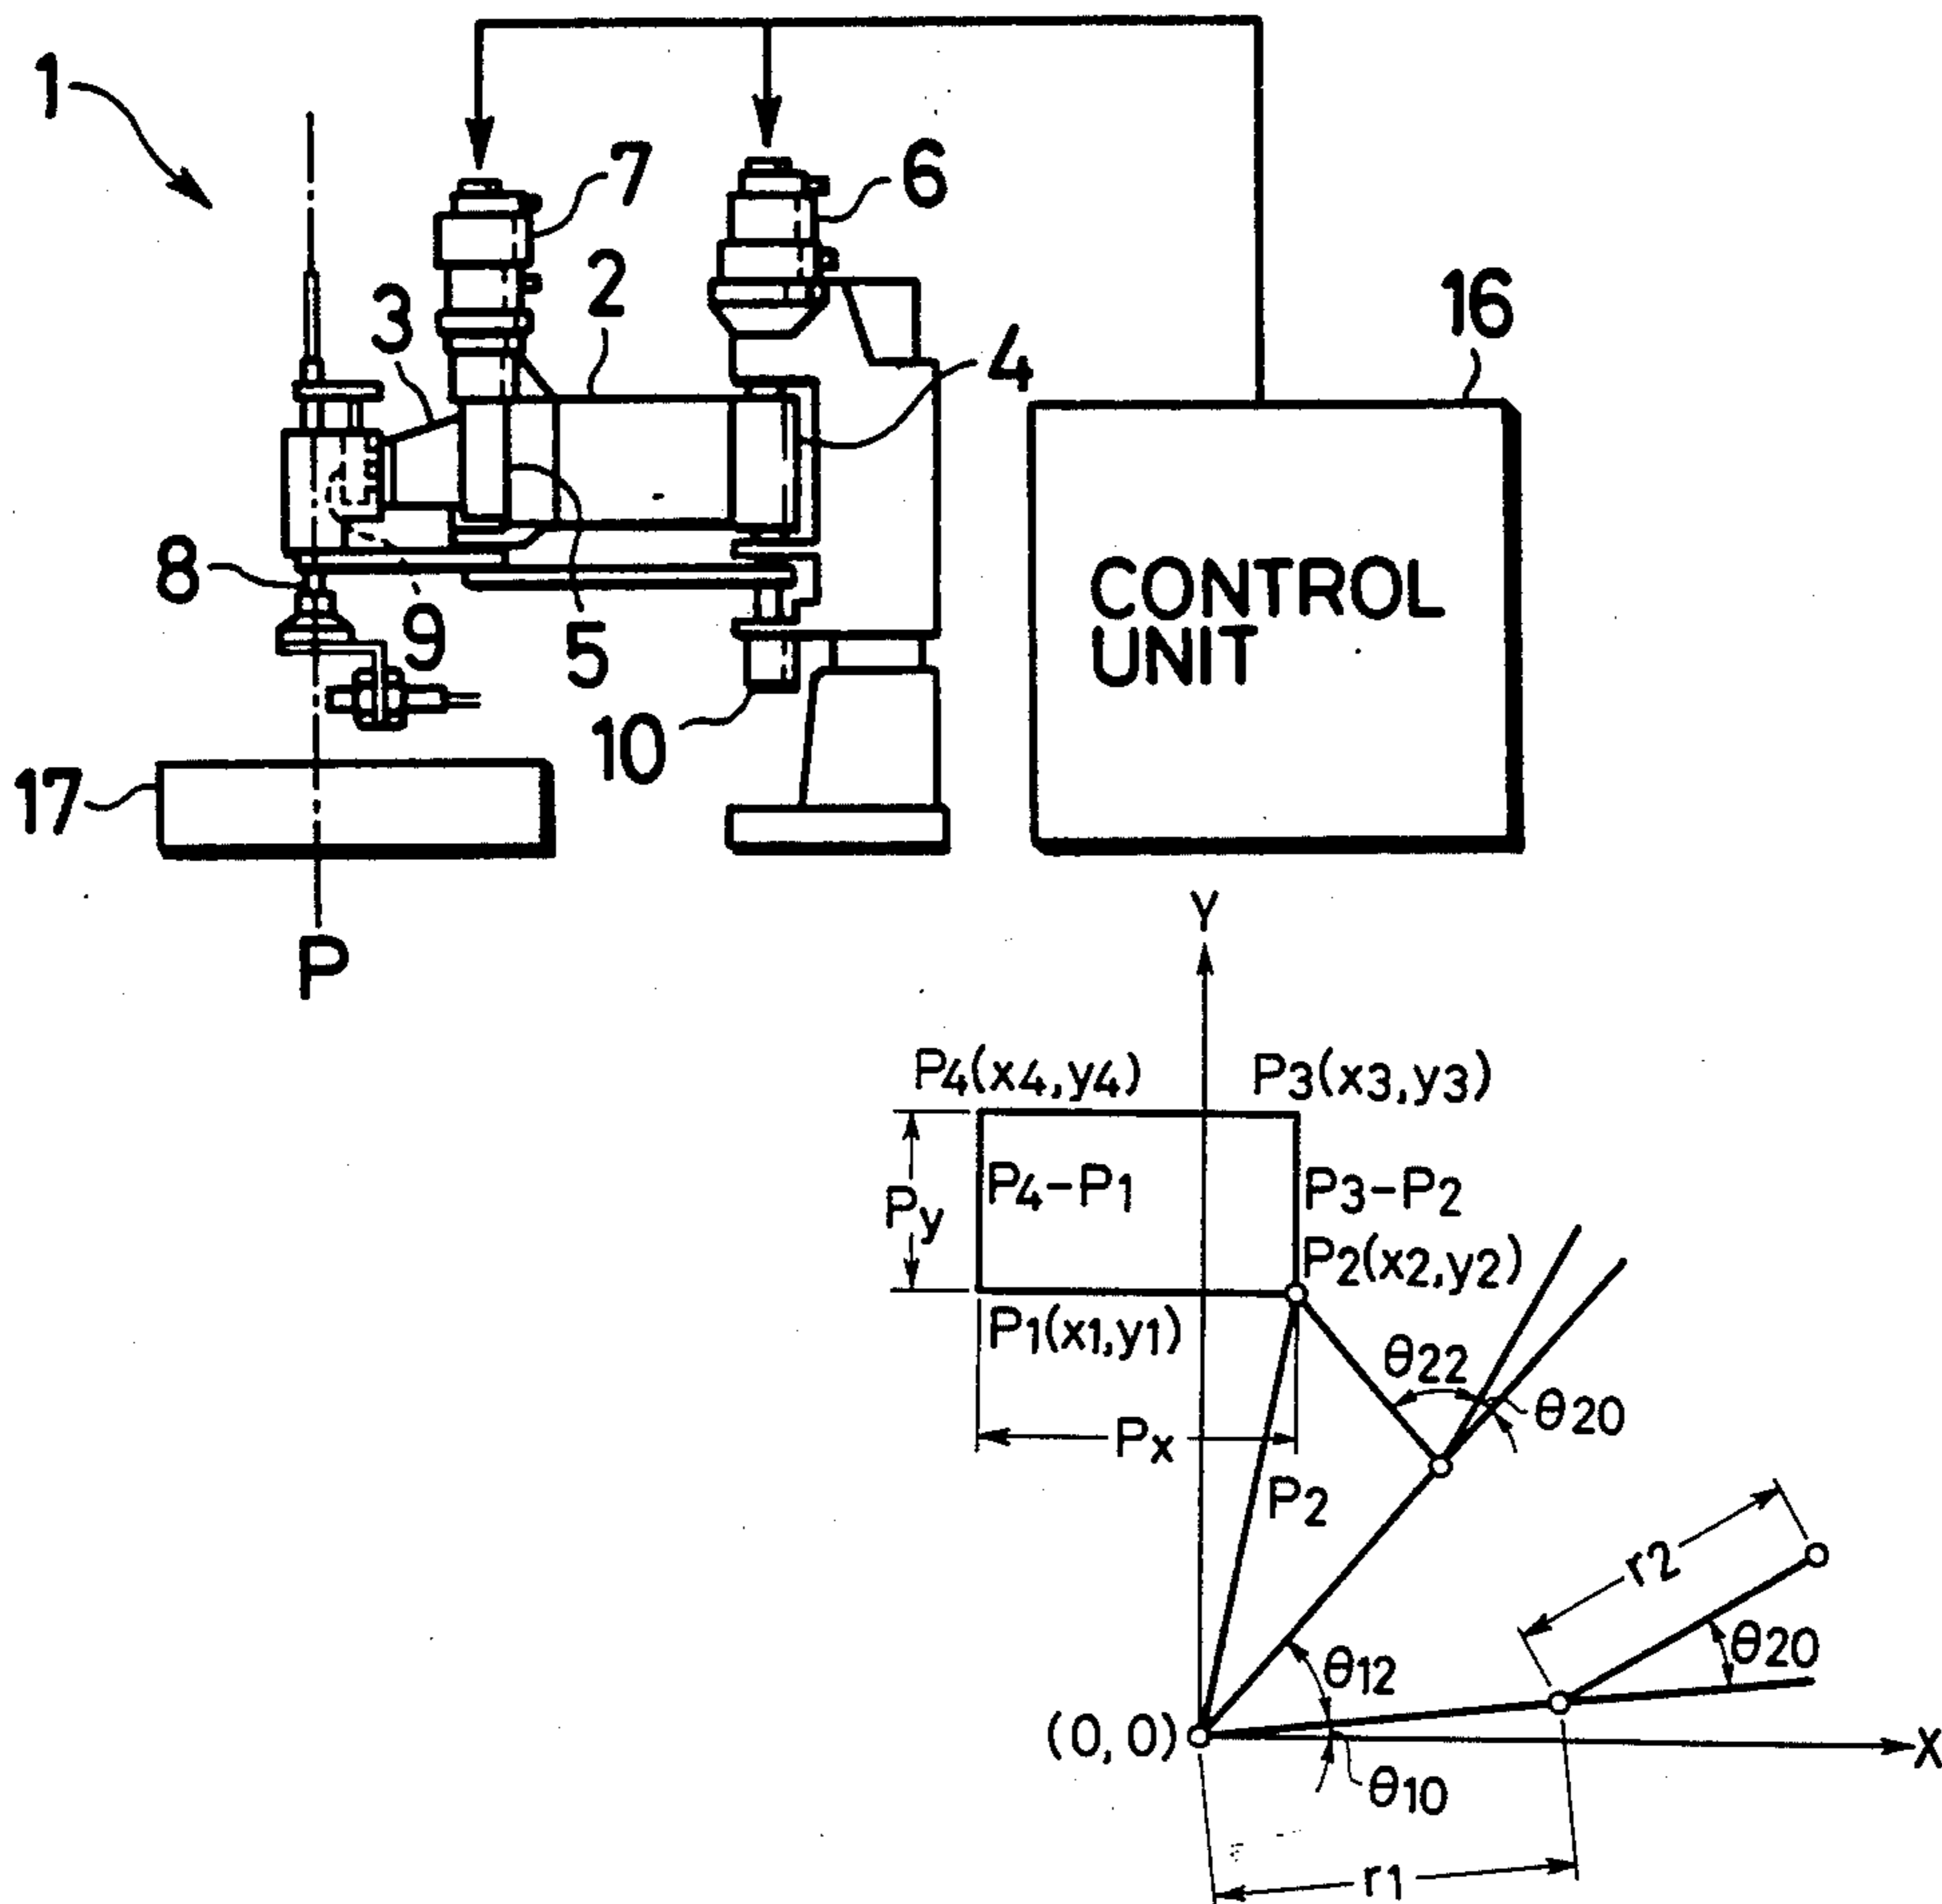 1
7
6
2
3
16
4
8
9
5
CONTROL
UNIT
10
17
P
Y
P4(x4,y4)
P3(x3,y3)
P4-P1
P3-P2
Py
P2(x2,y2)
P1(x1,y1)
θ22
θ20
Px
P2
r2
θ12
θ20
(0,0)
X
θ10
r1